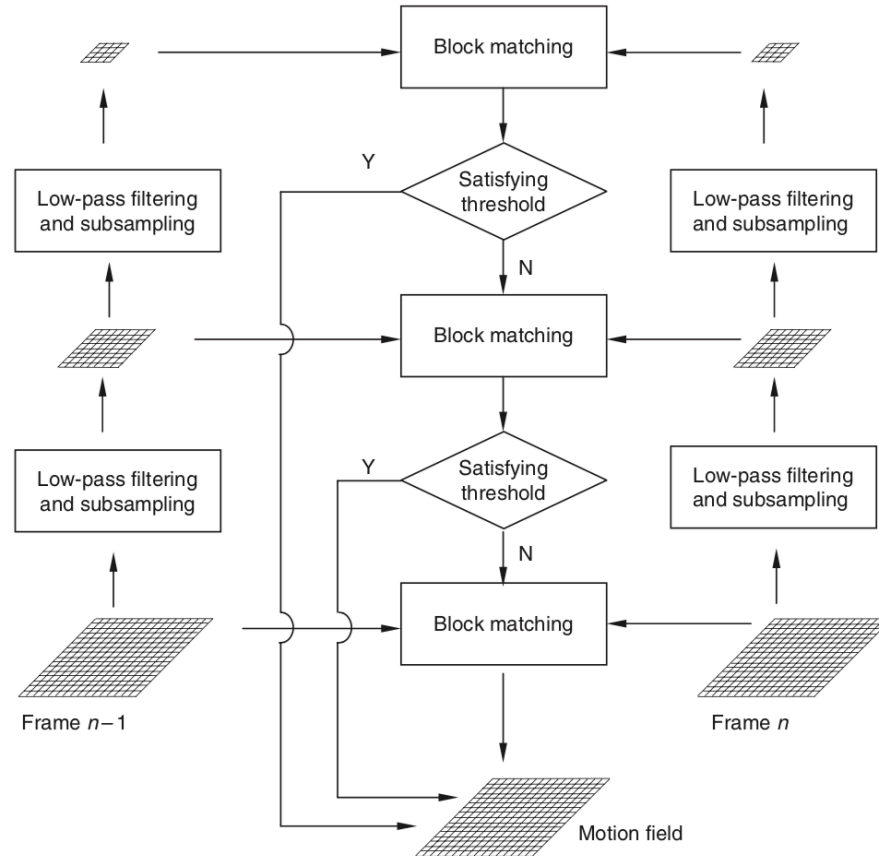 Block matching
Y
Satisfying
threshold
Low-pass filtering
and subsampling
Low-pass filtering
and subsampling
N
Block matching
Y
Satisfying
threshold
Low-pass filtering
and subsampling
Low-pass filtering
and subsampling
N
Block matching
Frame n−1
Frame n
Motion field